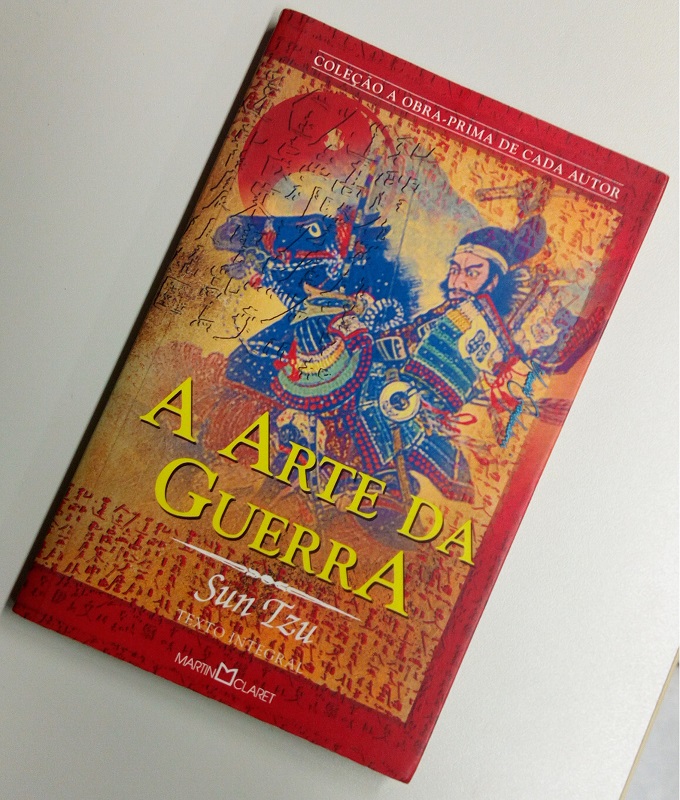 COLEÇÃO A OBRA-PRIMA DE CADA AUTOR
A ARTE DA
GUERRA
Sun Tzu
TEXTO INTEGRAL
MARTIN CLARET